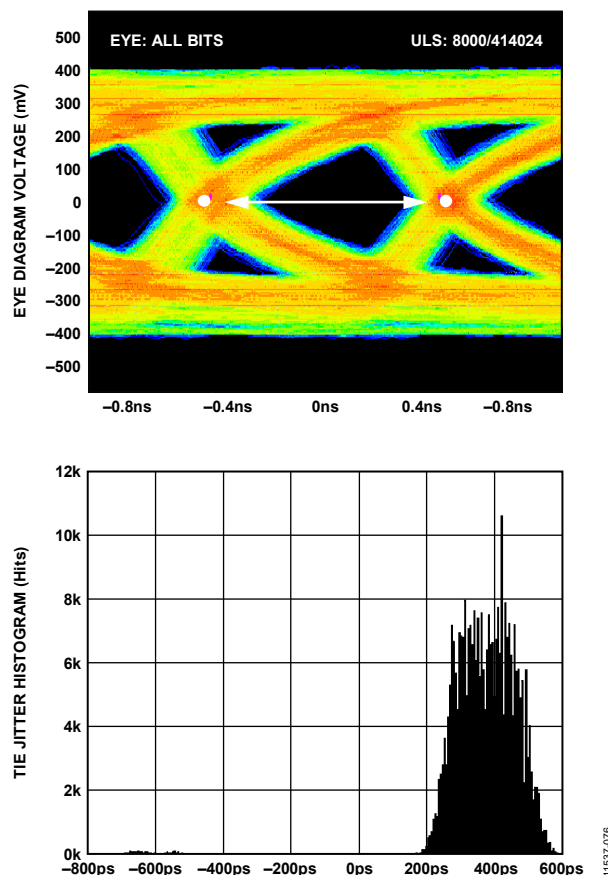 EYE: ALL BITS ULS: 8000/414024
EYE DIAGRAM VOLTAGE (mV)
500
400
300
200
100
0
–100
–200
–300
–400
–500
–0.8ns –0.4ns 0ns 0.4ns –0.8ns
TIE JITTER HISTOGRAM (Hits)
12k
10k
8k
6k
4k
2k
0k
–800ps –600ps –400ps –200ps 0ps 200ps 400ps 600ps
11537-076